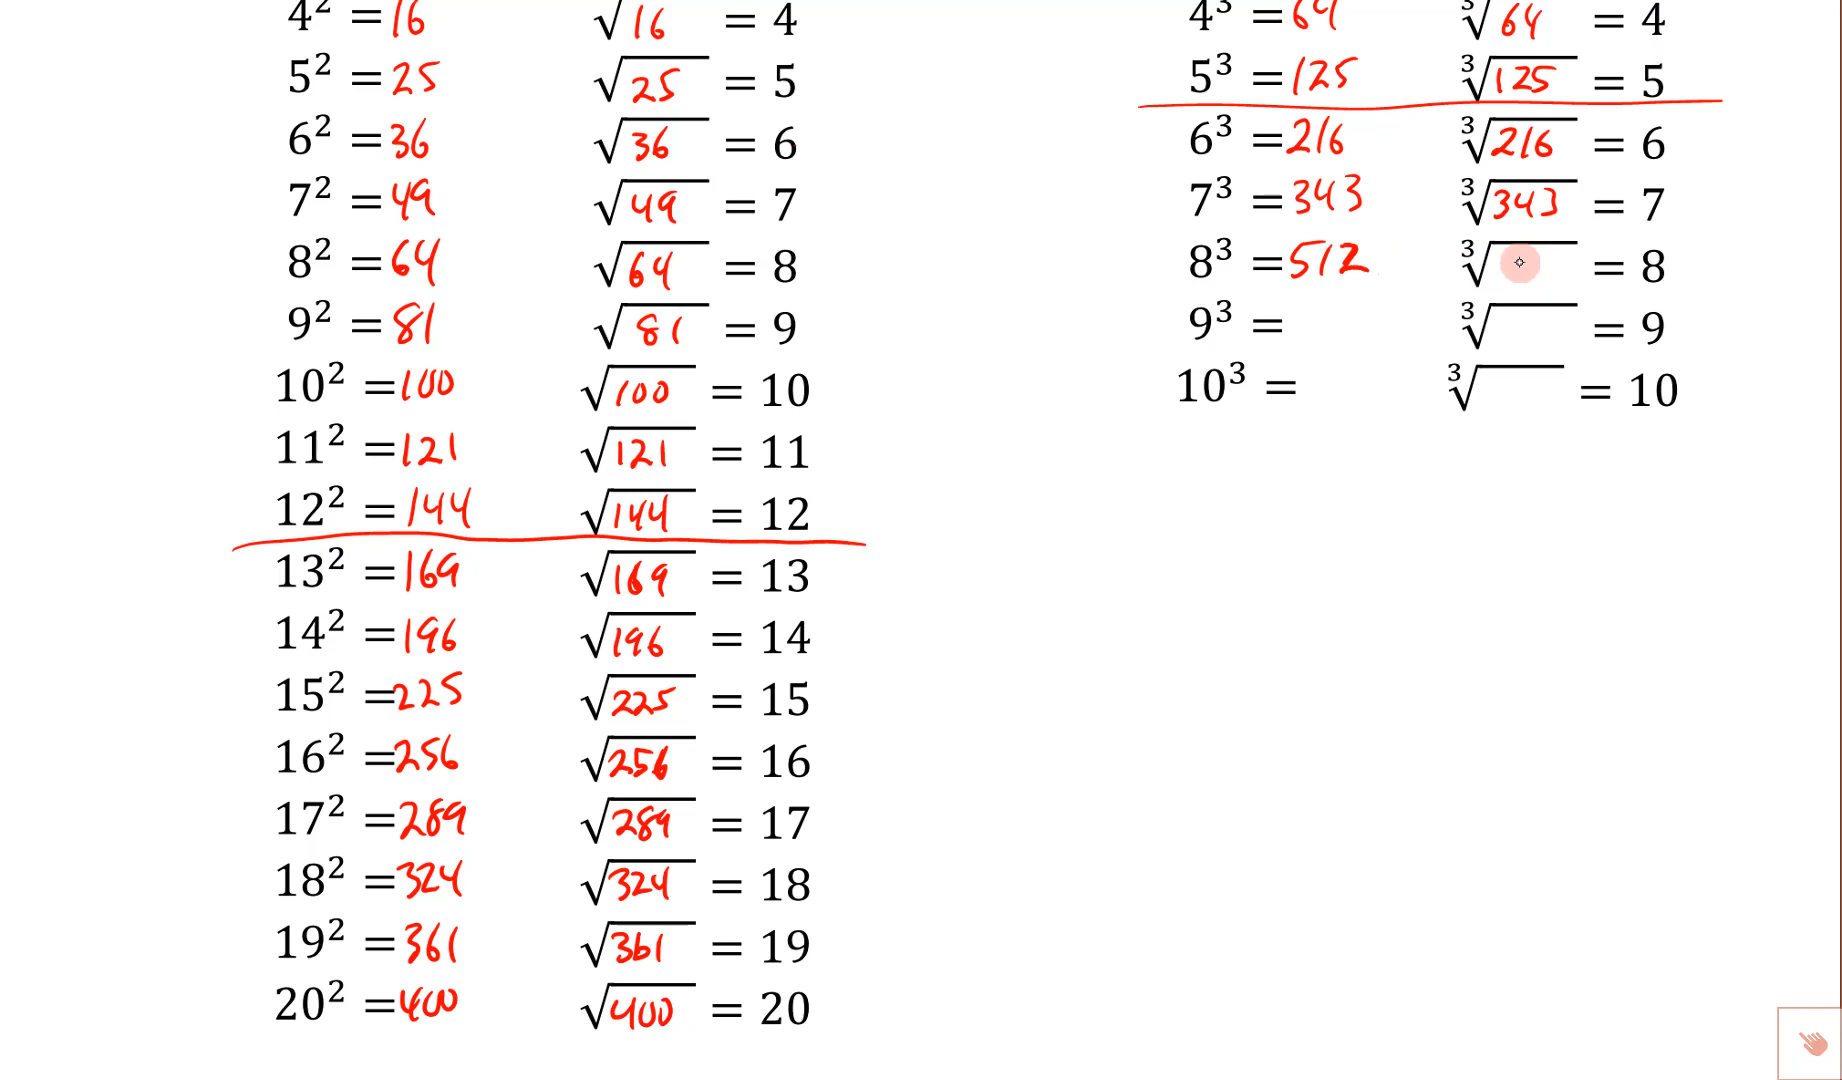 4² = 16 √16 = 4 4³ = 64 ∛64 = 4
5² = 25 √25 = 5 5³ = 125 ∛125 = 5
6² = 36 √36 = 6 6³ = 216 ∛216 = 6
7² = 49 √49 = 7 7³ = 343 ∛343 = 7
8² = 64 √64 = 8 8³ = 512 ∛ = 8
9² = 81 √81 = 9 9³ = ∛ = 9
10² = 100 √100 = 10 10³ = ∛ = 10
11² = 121 √121 = 11
12² = 144 √144 = 12
13² = 169 √169 = 13
14² = 196 √196 = 14
15² = 225 √225 = 15
16² = 256 √256 = 16
17² = 289 √289 = 17
18² = 324 √324 = 18
19² = 361 √361 = 19
20² = 400 √400 = 20